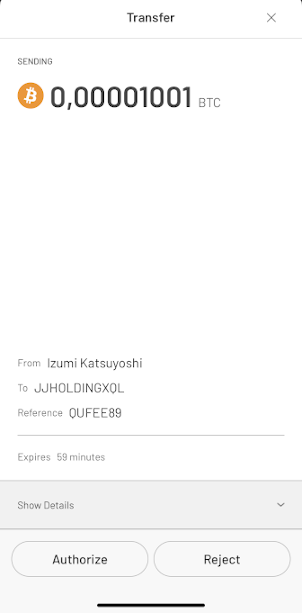 Transfer
SENDING
0,00001001 BTC
From Izumi Katsuyoshi
To JJHOLDINGXQL
Reference QUFEE89
Expires 59 minutes
Show Details
Authorize Reject